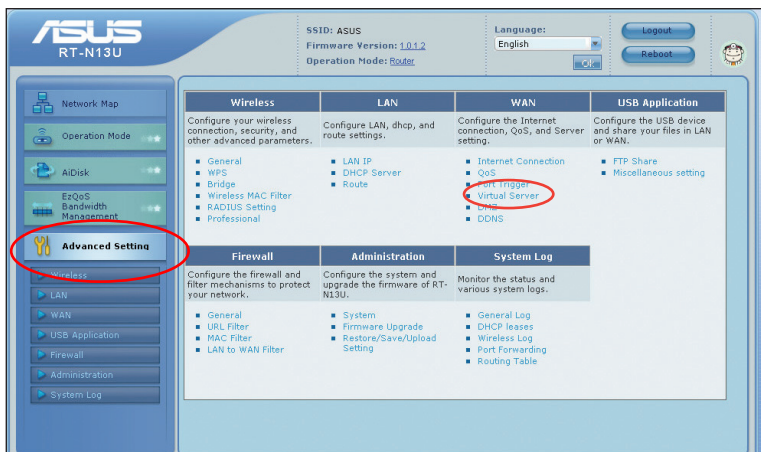 ASUS
RT-N13U
SSID: ASUS
Firmware Version: 1.0.1.2
Operation Mode: Router
Language:
English
OK
Logout
Reboot
Network Map
Operation Mode
AiDisk
EzQoS
Bandwidth
Management
Advanced Setting
Wireless
LAN
WAN
USB Application
Firewall
Administration
System Log
Wireless
Configure your wireless
connection, security, and
other advanced parameters.
General
WPS
Bridge
Wireless MAC Filter
RADIUS Setting
Professional
LAN
Configure LAN, dhcp, and
route settings.
LAN IP
DHCP Server
Route
WAN
Configure the Internet
connection, QoS, and Server
setting.
Internet Connection
QoS
Port Trigger
Virtual Server
DMZ
DDNS
USB Application
Configure the USB device
and share your files in LAN
or WAN.
FTP Share
Miscellaneous setting
Firewall
Configure the firewall and
filter mechanisms to protect
your network.
General
URL Filter
MAC Filter
LAN to WAN Filter
Administration
Configure the system and
upgrade the firmware of RT-
N13U.
System
Firmware Upgrade
Restore/Save/Upload
Setting
System Log
Monitor the status and
various system logs.
General Log
DHCP leases
Wireless Log
Port Forwarding
Routing Table